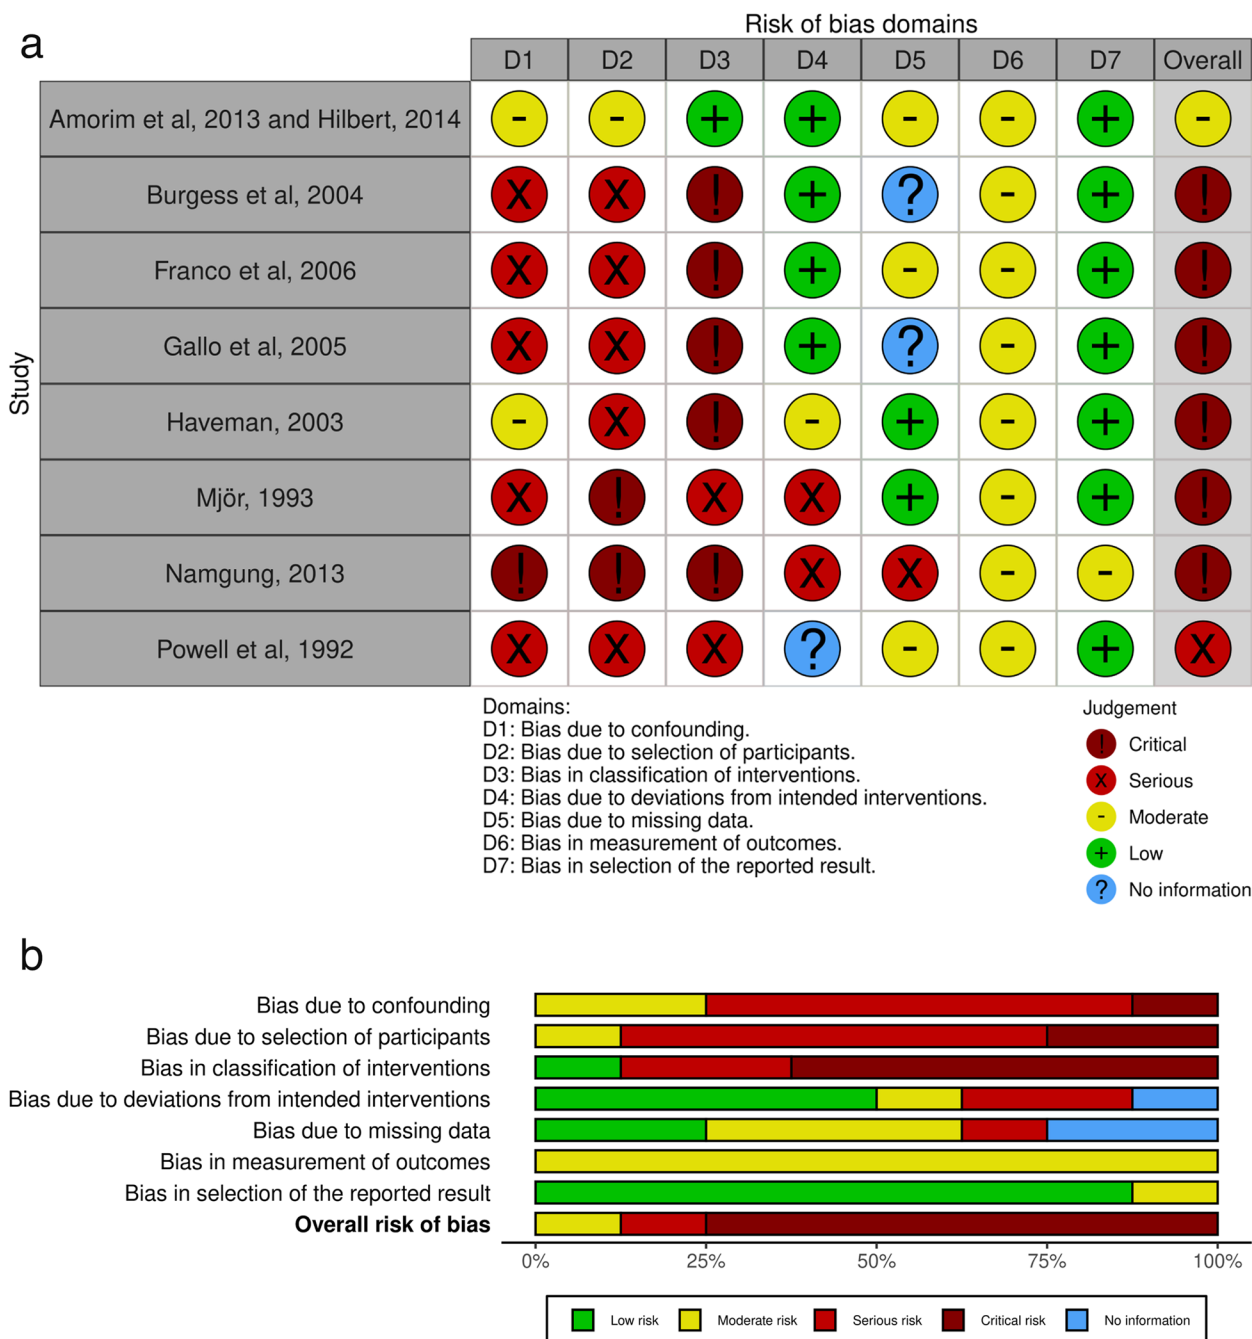 a
Risk of bias domains
D1 D2 D3 D4 D5 D6 D7 Overall
Study
Amorim et al, 2013 and Hilbert, 2014 - - + + - - + -
Burgess et al, 2004 X X ! + ? - + !
Franco et al, 2006 X X ! + - - + !
Gallo et al, 2005 X X ! + ? - + !
Haveman, 2003 - X ! - + - + !
Mjör, 1993 X ! X X + - + !
Namgung, 2013 ! ! ! X X - - !
Powell et al, 1992 X X X ? - - + X
Domains:
D1: Bias due to confounding.
D2: Bias due to selection of participants.
D3: Bias in classification of interventions.
D4: Bias due to deviations from intended interventions.
D5: Bias due to missing data.
D6: Bias in measurement of outcomes.
D7: Bias in selection of the reported result.
Judgement
! Critical
X Serious
- Moderate
+ Low
? No information
b
Bias due to confounding
Bias due to selection of participants
Bias in classification of interventions
Bias due to deviations from intended interventions
Bias due to missing data
Bias in measurement of outcomes
Bias in selection of the reported result
Overall risk of bias
0% 25% 50% 75% 100%
Low risk Moderate risk Serious risk Critical risk No information